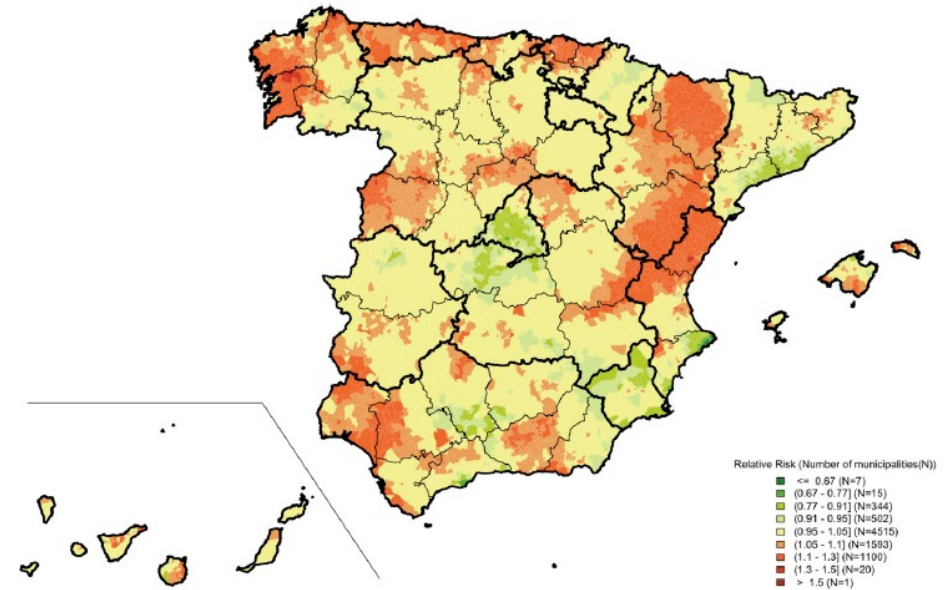 Relative Risk (Number of municipalities(N))
<= 0.67 (N=7)
(0.67 - 0.77] (N=15)
(0.77 - 0.91] (N=344)
(0.91 - 0.95] (N=502)
(0.95 - 1.05] (N=4515)
(1.05 - 1.1] (N=1593)
(1.1 - 1.3] (N=1100)
(1.3 - 1.5] (N=20)
> 1.5 (N=1)